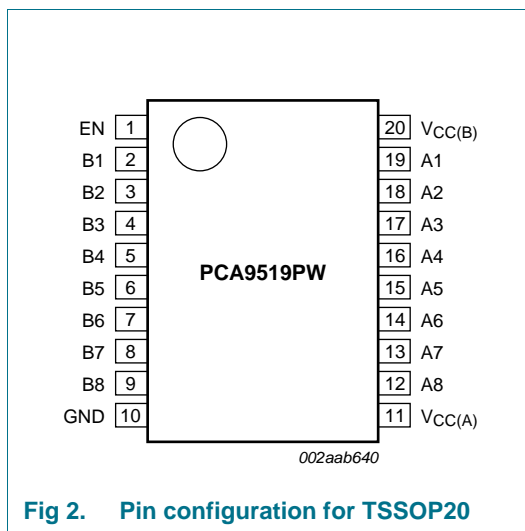 EN 1 20 VCC(B)
B1 2 19 A1
B2 3 18 A2
B3 4 17 A3
B4 5 PCA9519PW 16 A4
B5 6 15 A5
B6 7 14 A6
B7 8 13 A7
B8 9 12 A8
GND 10 11 VCC(A)
002aab640
Fig 2. Pin configuration for TSSOP20